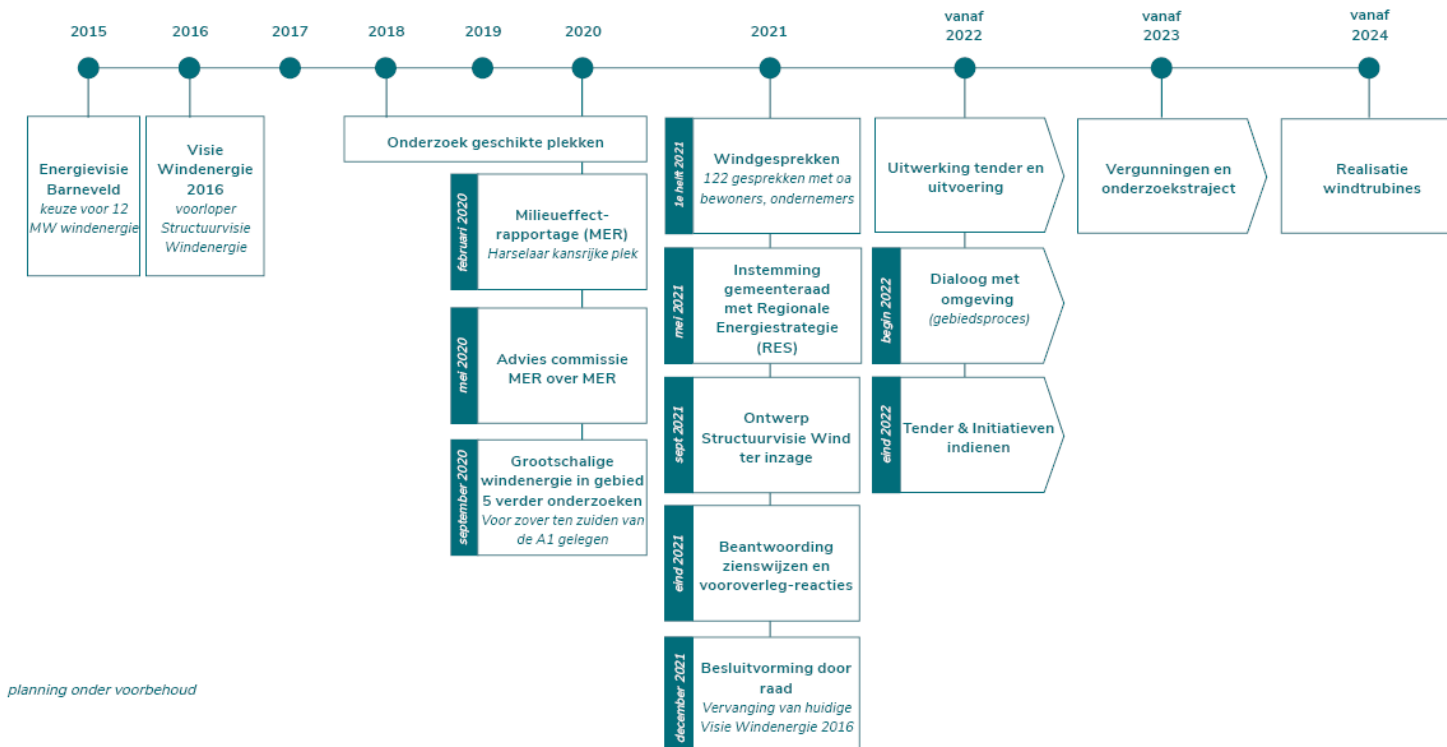 2015
2016
2017
2018
2019
2020
2021
vanaf
2022
vanaf
2023
vanaf
2024
Energievisie
Barneveld
keuze voor 12
MW windenergie
Visie
Windenergie
2016
voorloper
Structuurvisie
Windenergie
Onderzoek geschikte plekken
februari 2020
Milieueffect-
rapportage (MER)
Harselaar kansrijke plek
mei 2020
Advies commissie
MER over MER
september 2020
Grootschalige
windenergie in gebied
5 verder onderzoeken
Voor zover ten zuiden van
de A1 gelegen
1e helft 2021
Windgesprekken
122 gesprekken met oa
bewoners, ondernemers
mei 2021
Instemming
gemeenteraad
met Regionale
Energiestrategie
(RES)
sept 2021
Ontwerp
Structuurvisie Wind
ter inzage
eind 2021
Beantwoording
zienswijzen en
vooroverleg-reacties
december 2021
Besluitvorming door
raad
Vervanging van huidige
Visie Windenergie 2016
Uitwerking tender en
uitvoering
begin 2022
Dialoog met
omgeving
(gebiedsproces)
eind 2022
Tender & Initiatieven
indienen
Vergunningen en
onderzoekstraject
Realisatie
windtrubines
planning onder voorbehoud